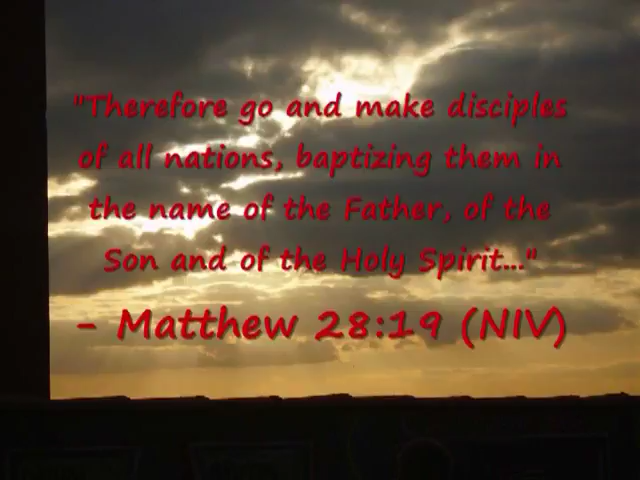 "Therefore go and make disciples
of all nations, baptizing them in
the name of the Father, of the
Son and of the Holy Spirit..."
- Matthew 28:19 (NIV)